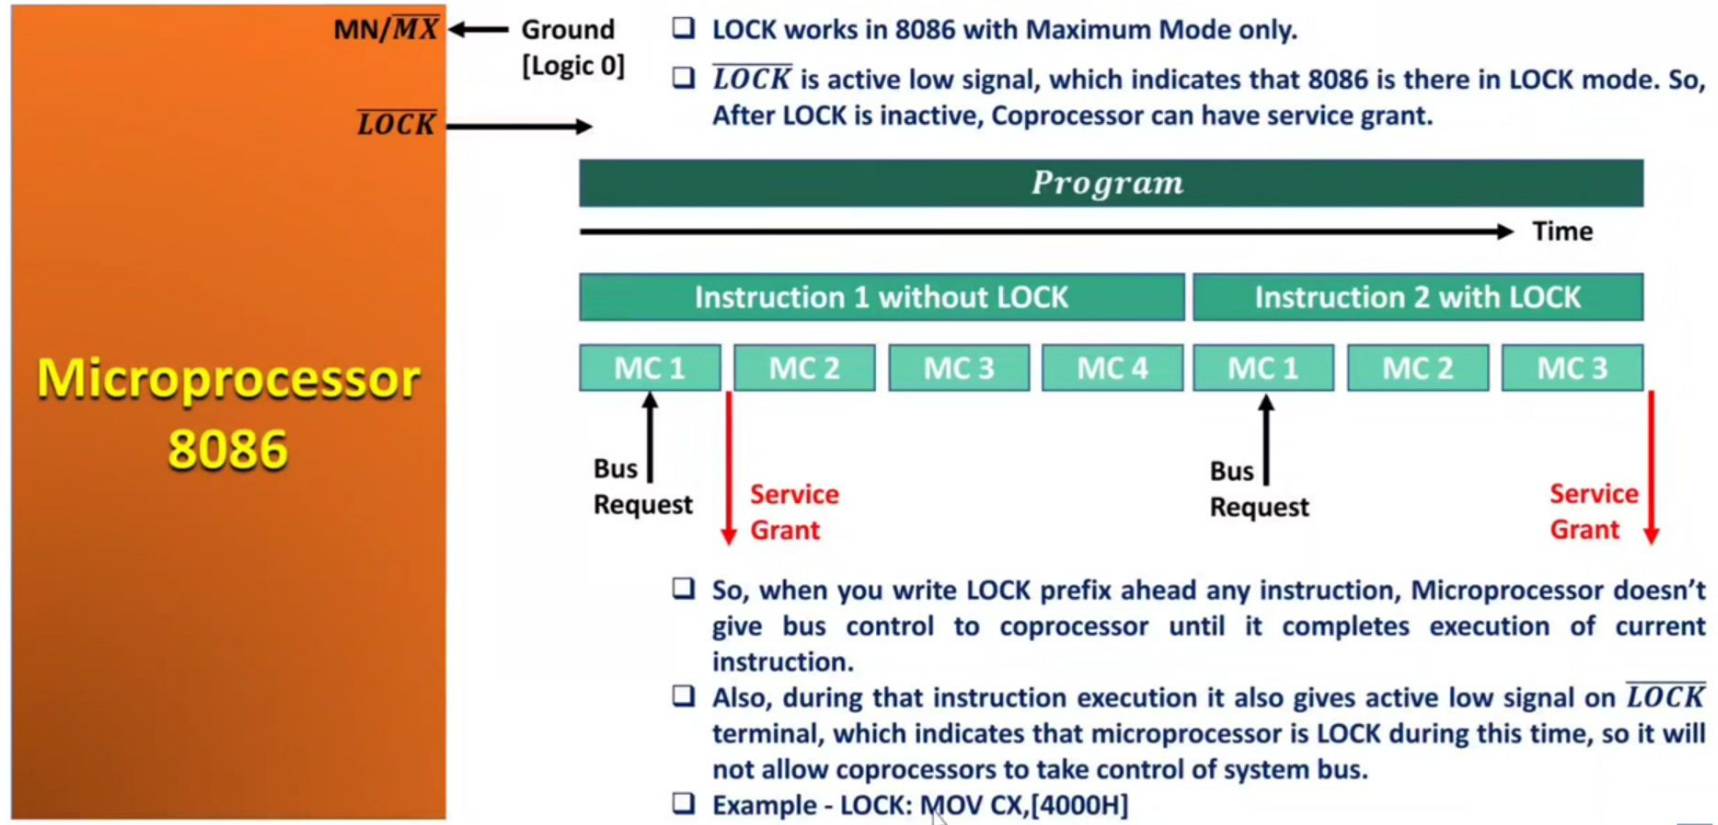 MN/M̅X̅
Ground
[Logic 0]
L̅O̅C̅K̅
Microprocessor
8086
❑ LOCK works in 8086 with Maximum Mode only.
❑ L̅O̅C̅K̅ is active low signal, which indicates that 8086 is there in LOCK mode. So,
After LOCK is inactive, Coprocessor can have service grant.
Program
Time
Instruction 1 without LOCK
Instruction 2 with LOCK
MC 1
MC 2
MC 3
MC 4
MC 1
MC 2
MC 3
Bus
Request
Service
Grant
Bus
Request
Service
Grant
❑ So, when you write LOCK prefix ahead any instruction, Microprocessor doesn’t
give bus control to coprocessor until it completes execution of current
instruction.
❑ Also, during that instruction execution it also gives active low signal on L̅O̅C̅K̅
terminal, which indicates that microprocessor is LOCK during this time, so it will
not allow coprocessors to take control of system bus.
❑ Example - LOCK: MOV CX,[4000H]